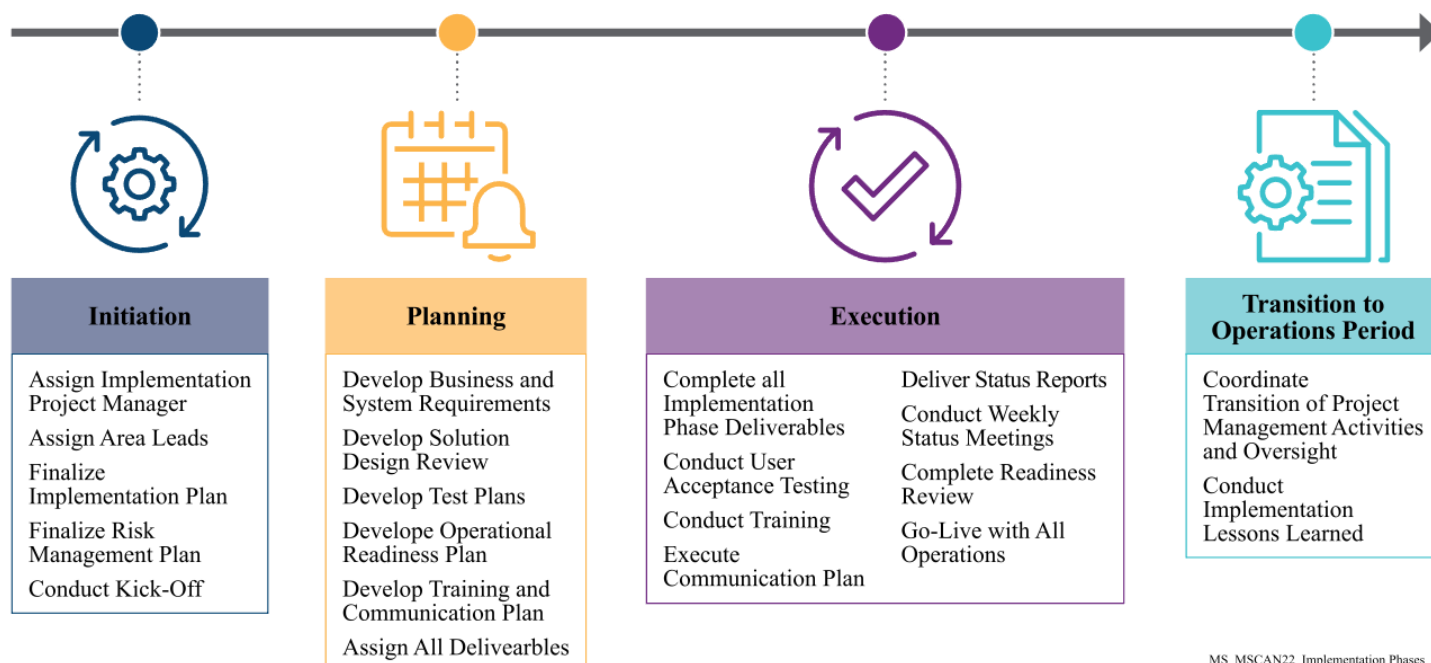 Initiation
Assign Implementation
Project Manager
Assign Area Leads
Finalize
Implementation Plan
Finalize Risk
Management Plan
Conduct Kick-Off
Planning
Develop Business and
System Requirements
Develop Solution
Design Review
Develop Test Plans
Develope Operational
Readiness Plan
Develop Training and
Communication Plan
Assign All Delivearbles
Execution
Complete all
Implementation
Phase Deliverables
Conduct User
Acceptance Testing
Conduct Training
Execute
Communication Plan
Deliver Status Reports
Conduct Weekly
Status Meetings
Complete Readiness
Review
Go-Live with All
Operations
Transition to
Operations Period
Coordinate
Transition of Project
Management Activities
and Oversight
Conduct
Implementation
Lessons Learned
MS_MSCAN22_Implementation Phases